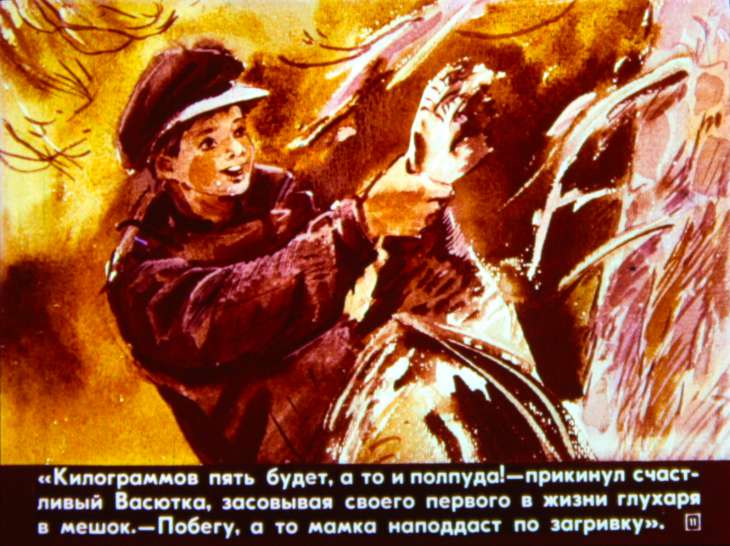 «Килограммов пять будет, а то и полпуда!—прикинул счаст-
ливый Васютка, засовывая своего первого в жизни глухаря
в мешок.—Побегу, а то мамка наподдаст по загривку». 11